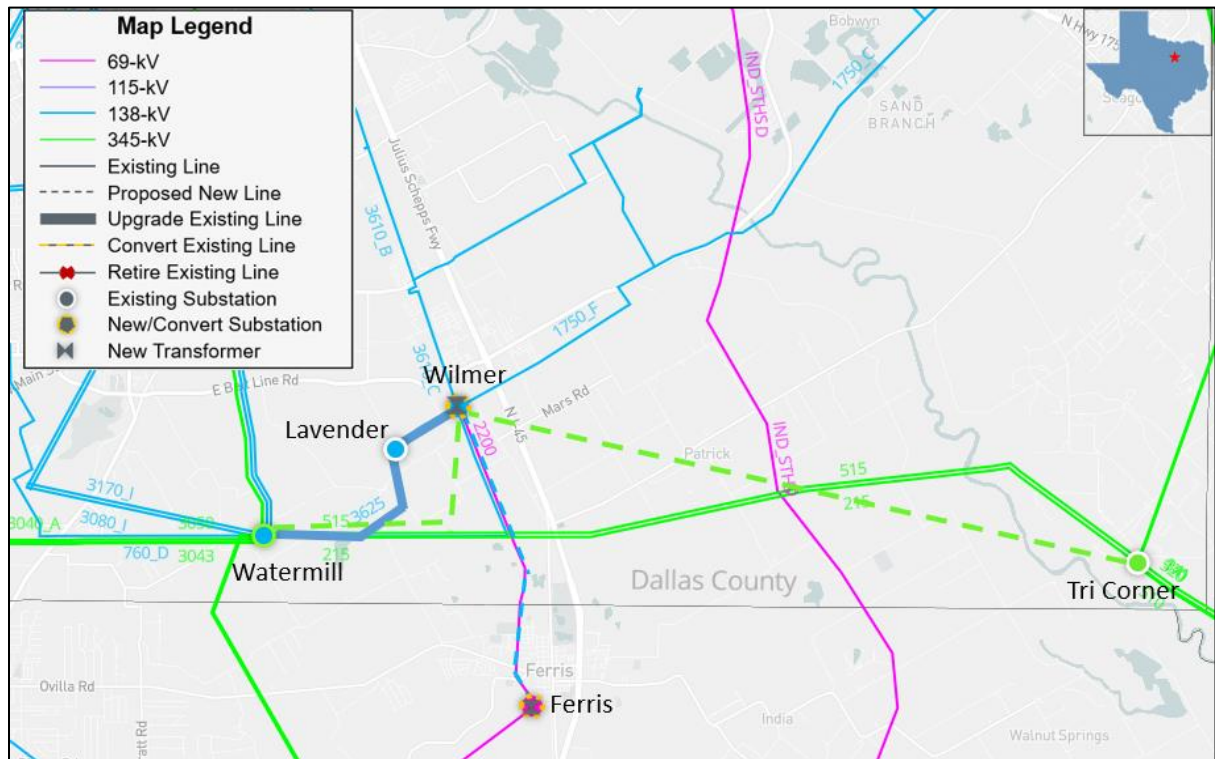 Map Legend
69-kV
115-kV
138-kV
345-kV
Existing Line
Proposed New Line
Upgrade Existing Line
Convert Existing Line
Retire Existing Line
Existing Substation
New/Convert Substation
New Transformer
Bobwyn
N Hwy 175
1750_C
IND_STHSD
SAND
BRANCH
Julius Schepps Fwy
3610_B
1750_F
Main
E Belt Line Rd
Wilmer
Mars Rd
Lavender
2200
N I-45
Patrick
IND_STH
515
215
3170_I
3080_I
3625
3040_A
515
760_D
3043
215
Watermill
Dallas County
Tri Corner
Ferris
Ferris
Ovilla Rd
India
Walnut Springs